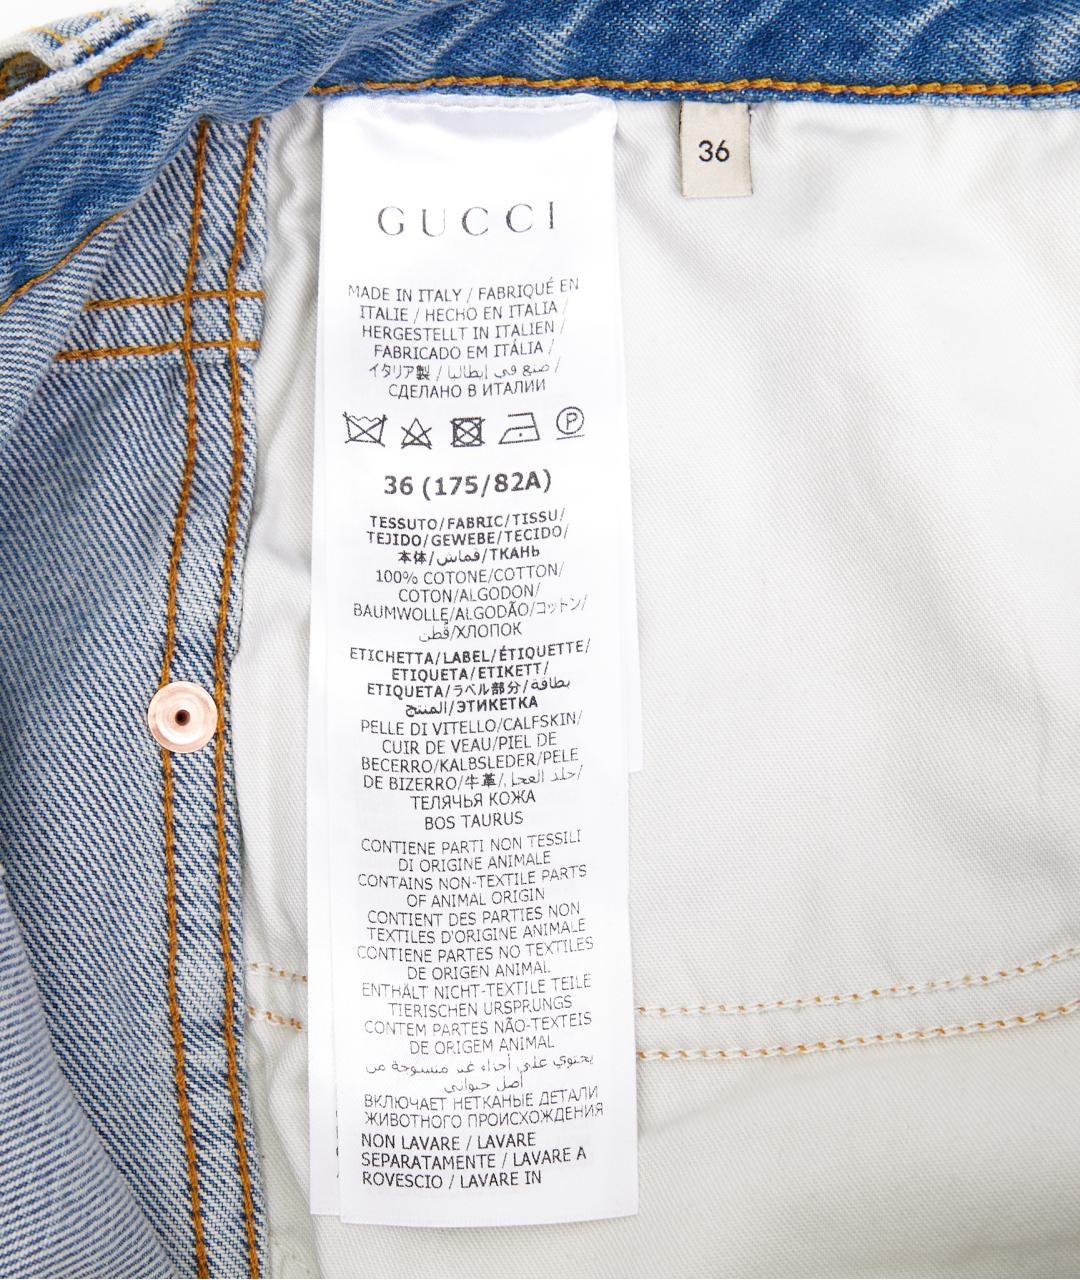 36
GUCCI
MADE IN ITALY / FABRIQUÉ EN
ITALIE / HECHO EN ITALIA /
HERGESTELLT IN ITALIEN /
FABRICADO EM ITÁLIA /
イタリア製 / صنع في إيطاليا /
СДЕЛАНО В ИТАЛИИ
P
36 (175/82A)
TESSUTO/FABRIC/TISSU/
TEJIDO/GEWEBE/TECIDO/
本体/قماش/ТКАНЬ
100% COTONE/COTTON/
COTON/ALGODON/
BAUMWOLLE/ALGODÃO/コットン/
قطن/ХЛОПОК
ETICHETTA/LABEL/ÉTIQUETTE/
ETIQUETA/ETIKETT/
ETIQUETA/ラベル部分/بطاقة
المنتج/ЭТИКЕТКА
PELLE DI VITELLO/CALFSKIN/
CUIR DE VEAU/PIEL DE
BECERRO/KALBSLEDER/PELE
DE BIZERRO/牛革/جلد العجل/
ТЕЛЯЧЬЯ КОЖА
BOS TAURUS
CONTIENE PARTI NON TESSILI
DI ORIGINE ANIMALE
CONTAINS NON-TEXTILE PARTS
OF ANIMAL ORIGIN
CONTIENT DES PARTIES NON
TEXTILES D'ORIGINE ANIMALE
CONTIENE PARTES NO TEXTILES
DE ORIGEN ANIMAL
ENTHÄLT NICHT-TEXTILE TEILE
TIERISCHEN URSPRUNGS
CONTEM PARTES NÃO-TEXTEIS
DE ORIGEM ANIMAL
يحتوي على أجزاء غير منسوجة من
أصل حيواني
ВКЛЮЧАЕТ НЕТКАНЫЕ ДЕТАЛИ
ЖИВОТНОГО ПРОИСХОЖДЕНИЯ
NON LAVARE / LAVARE
SEPARATAMENTE / LAVARE A
ROVESCIO / LAVARE IN